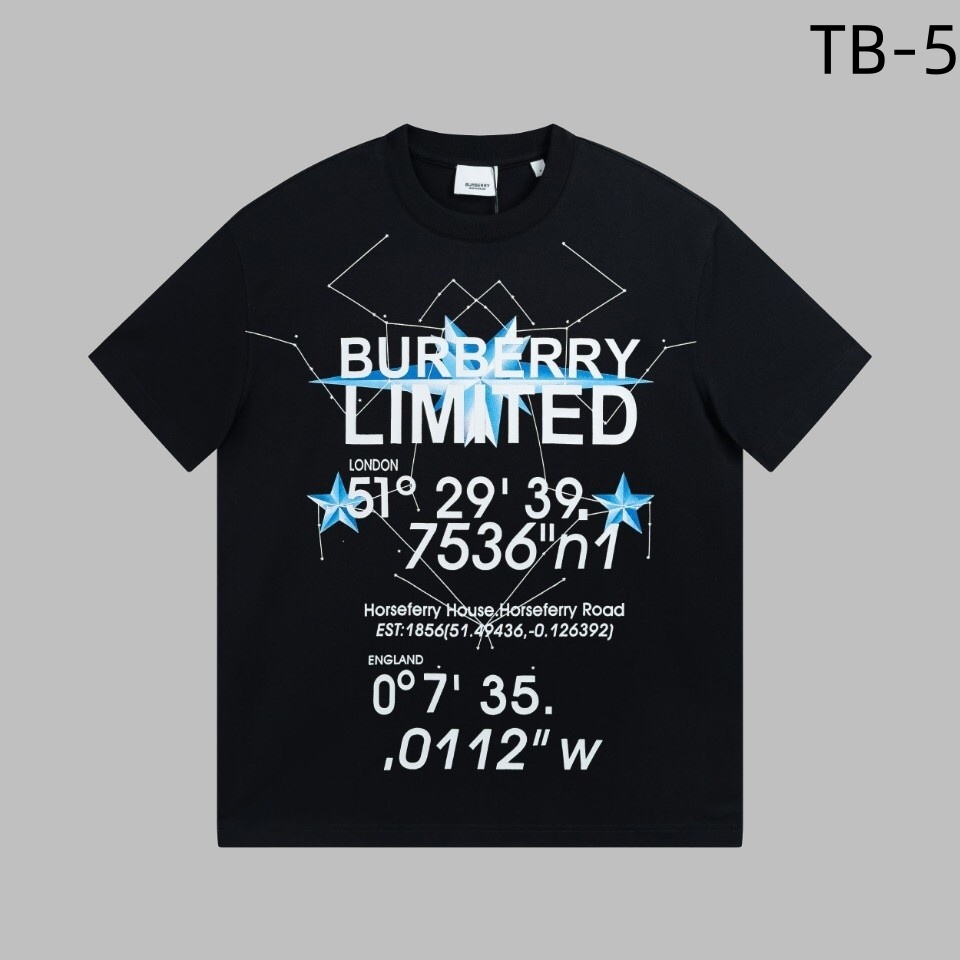 TB-5
BURBERRY
BURBERRY
LIMITED
LONDON
51° 29' 39.
7536"n1
Horseferry House.Horseferry Road
EST:1856(51.49436,-0.126392)
ENGLAND
0° 7' 35.
.0112" w